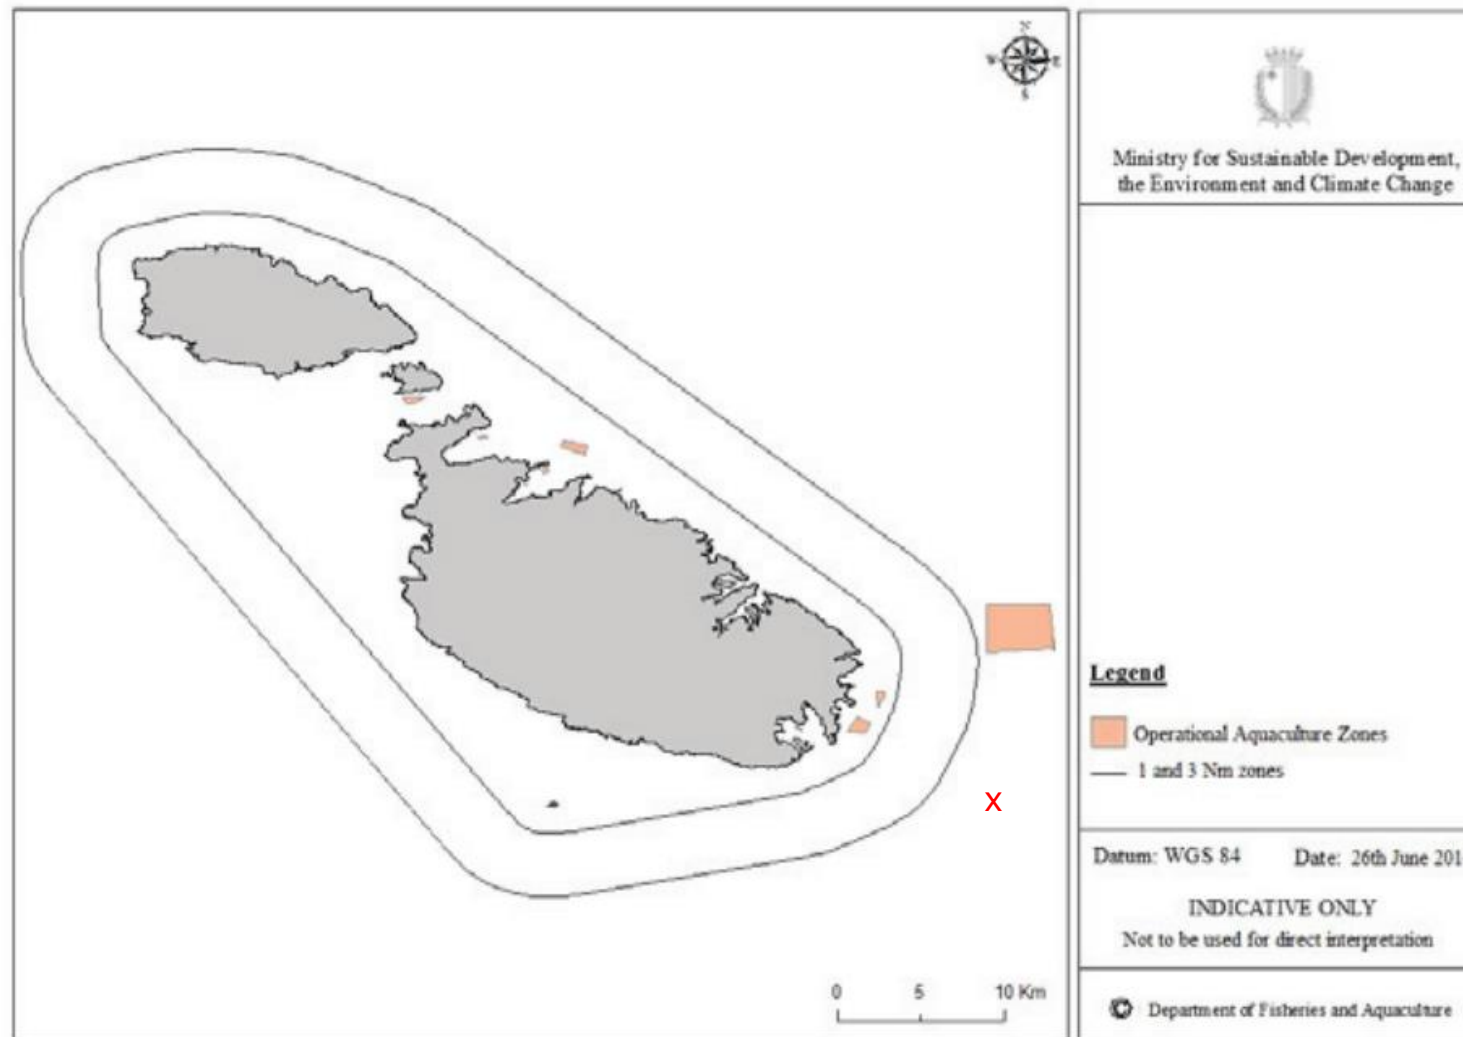 N
W E
S
Ministry for Sustainable Development,
the Environment and Climate Change
X
Legend
Operational Aquaculture Zones
1 and 3 Nm zones
Datum: WGS 84 Date: 26th June 201
INDICATIVE ONLY
Not to be used for direct interpretation
0 5 10 Km
Department of Fisheries and Aquaculture